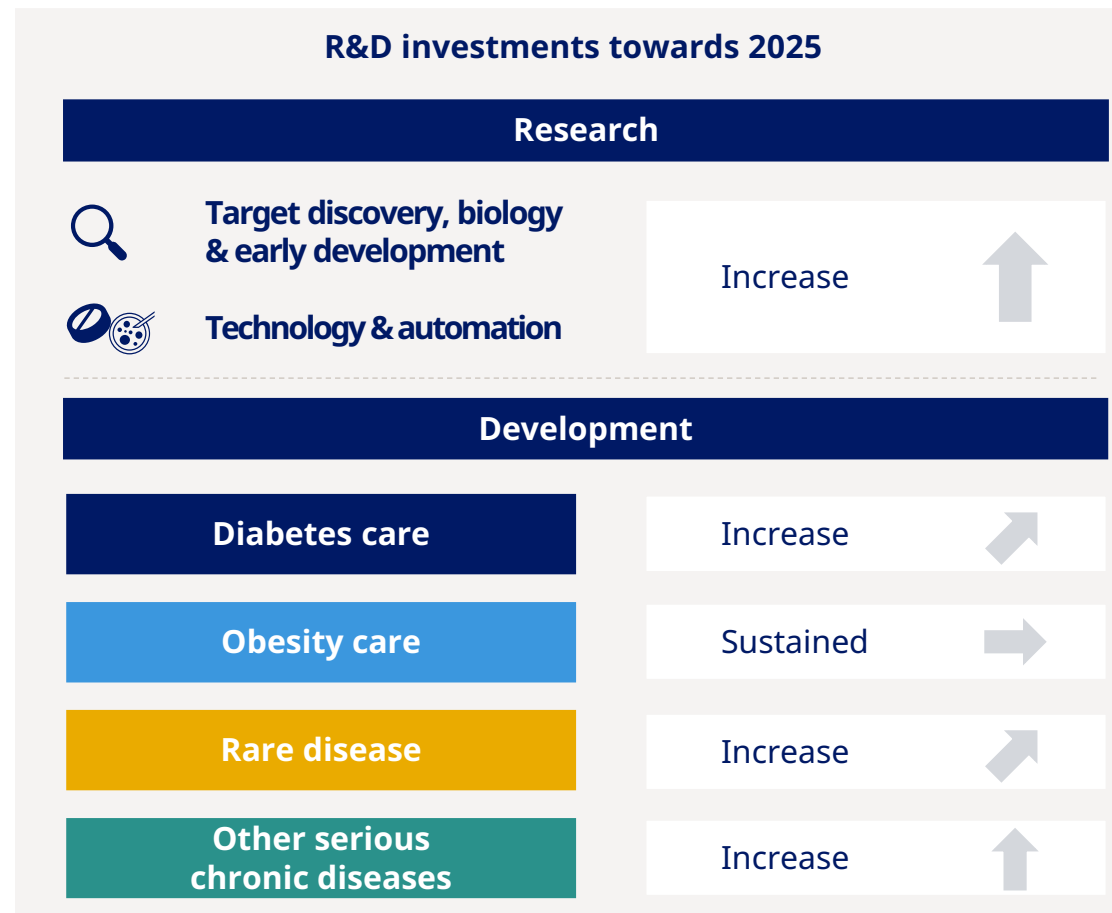 R&D investments towards 2025
Research
Target discovery, biology
& early development
Increase
Technology & automation
Development
Diabetes care
Increase
Obesity care
Sustained
Rare disease
Increase
Other serious
chronic diseases
Increase